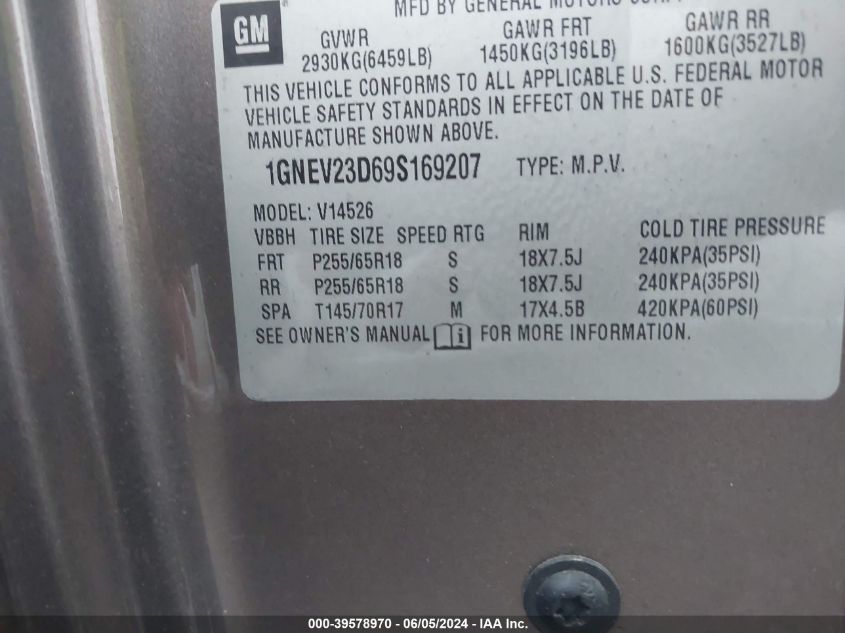 MFD BY GENERAL MOTORS
GM
GVWR GAWR FRT GAWR RR
2930KG(6459LB) 1450KG(3196LB) 1600KG(3527LB)
THIS VEHICLE CONFORMS TO ALL APPLICABLE U.S. FEDERAL MOTOR
VEHICLE SAFETY STANDARDS IN EFFECT ON THE DATE OF
MANUFACTURE SHOWN ABOVE.
1GNEV23D69S169207 TYPE: M.P.V.
MODEL: V14526
VBBH TIRE SIZE SPEED RTG RIM COLD TIRE PRESSURE
FRT P255/65R18 S 18X7.5J 240KPA(35PSI)
RR P255/65R18 S 18X7.5J 240KPA(35PSI)
SPA T145/70R17 M 17X4.5B 420KPA(60PSI)
SEE OWNER'S MANUAL i FOR MORE INFORMATION.
000-39578970 - 06/05/2024 - IAA Inc.